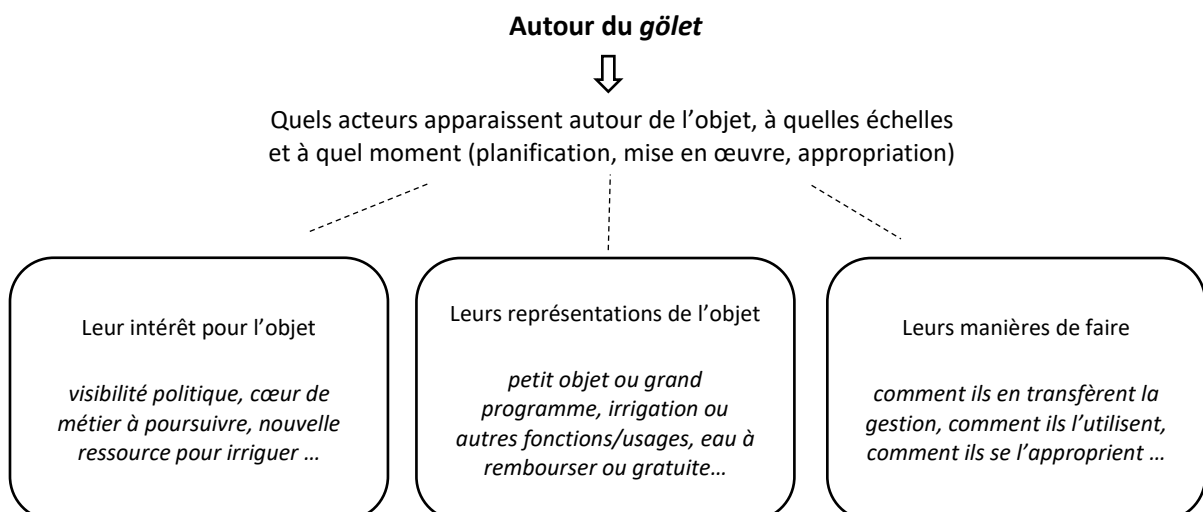 Autour du gölet
Quels acteurs apparaissent autour de l’objet, à quelles échelles
et à quel moment (planification, mise en œuvre, appropriation)
Leur intérêt pour l’objet
visibilité politique, cœur de
métier à poursuivre, nouvelle
ressource pour irriguer …
Leurs représentations de l’objet
petit objet ou grand
programme, irrigation ou
autres fonctions/usages, eau à
rembourser ou gratuite…
Leurs manières de faire
comment ils en transfèrent la
gestion, comment ils l’utilisent,
comment ils se l’approprient …